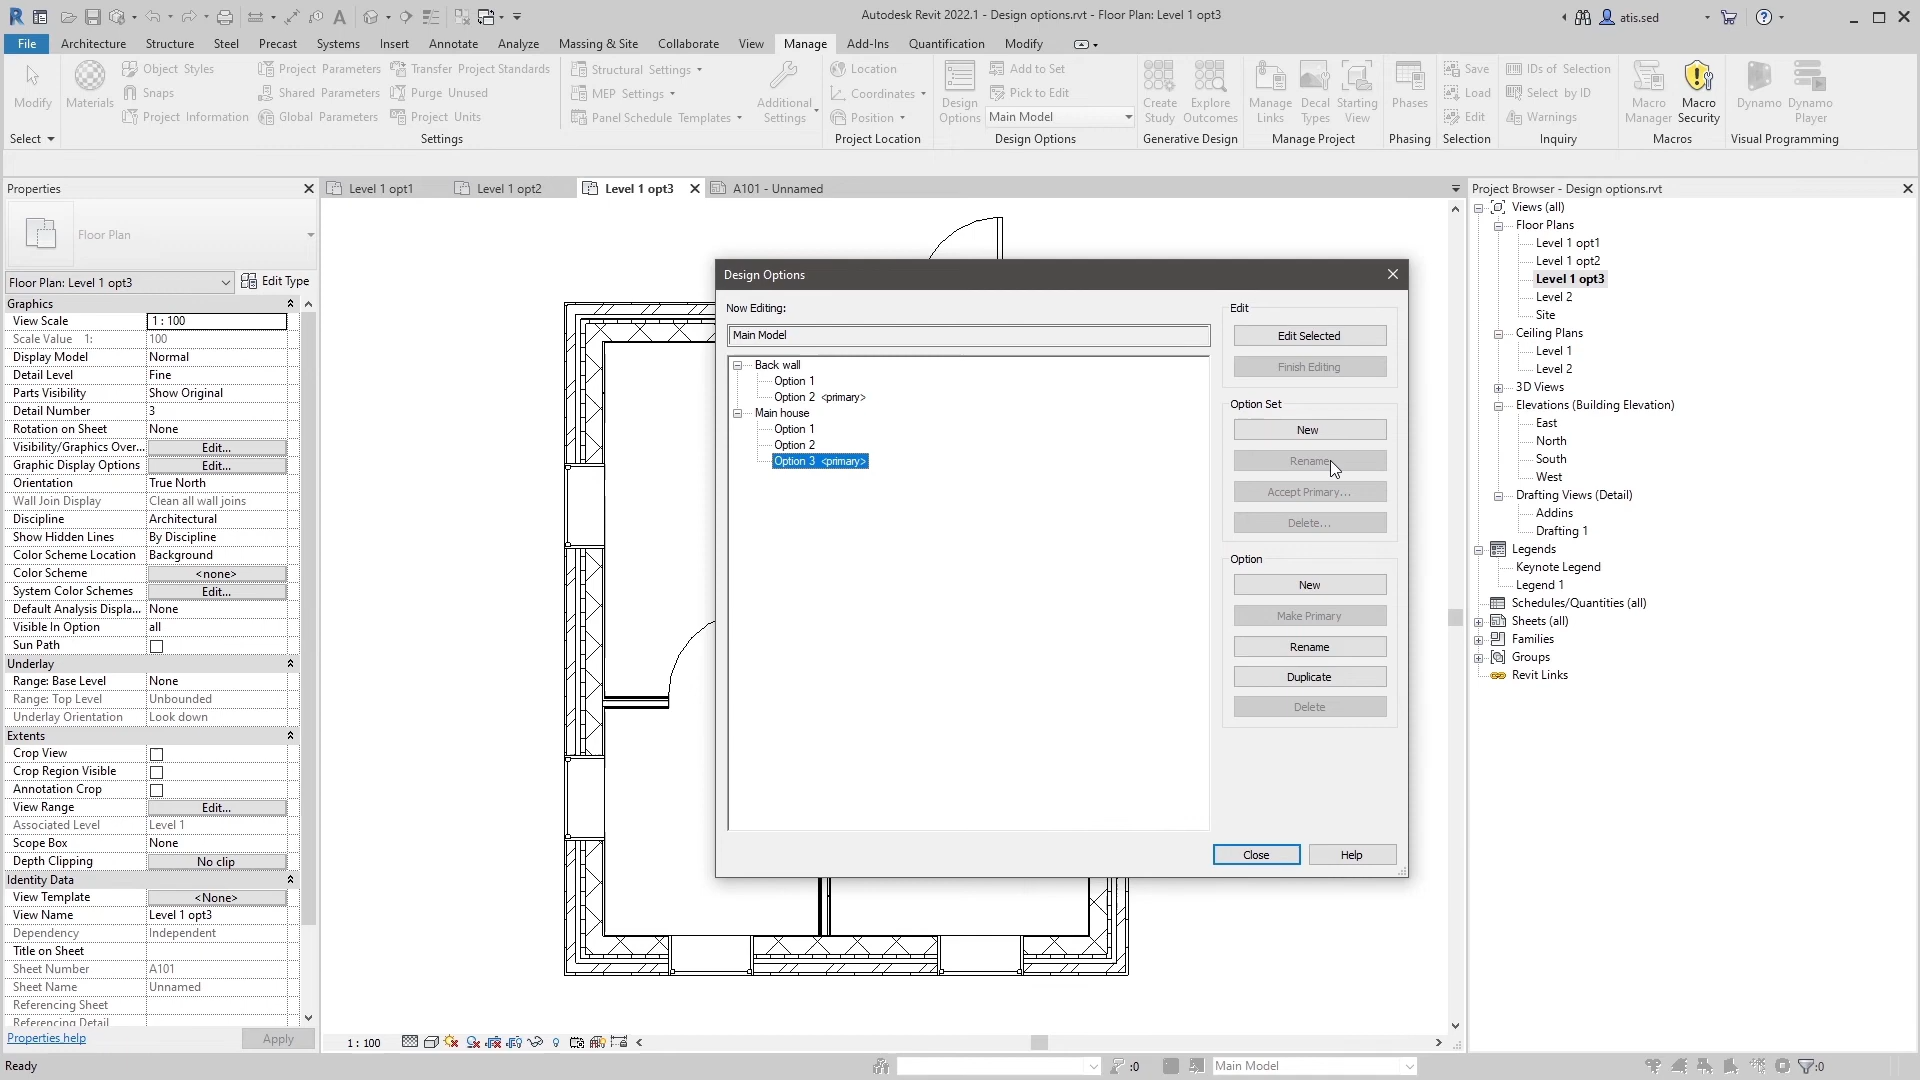 Autodesk Revit 2022.1 - Design options.rvt - Floor Plan: Level 1 opt3
atis.sed
File Architecture Structure Steel Precast Systems Insert Annotate Analyze Massing & Site Collaborate View Manage Add-Ins Quantification Modify
Modify
Select
Materials
Object Styles
Snaps
Project Information
Project Parameters
Shared Parameters
Global Parameters
Transfer Project Standards
Purge Unused
Project Units
Structural Settings
MEP Settings
Panel Schedule Templates
Additional Settings
Settings
Location
Coordinates
Position
Project Location
Design Options
Add to Set
Pick to Edit
Main Model
Design Options
Create Study
Explore Outcomes
Generative Design
Manage Links
Decal Types
Starting View
Manage Project
Phases
Phasing
Save
Load
Edit
Selection
IDs of Selection
Select by ID
Warnings
Inquiry
Macro Manager
Macro Security
Macros
Dynamo
Dynamo Player
Visual Programming
Properties
Floor Plan
Floor Plan: Level 1 opt3
Edit Type
Graphics
View Scale 1 : 100
Scale Value 1: 100
Display Model Normal
Detail Level Fine
Parts Visibility Show Original
Detail Number 3
Rotation on Sheet None
Visibility/Graphics Over... Edit...
Graphic Display Options Edit...
Orientation True North
Wall Join Display Clean all wall joins
Discipline Architectural
Show Hidden Lines By Discipline
Color Scheme Location Background
Color Scheme <none>
System Color Schemes Edit...
Default Analysis Displa... None
Visible In Option all
Sun Path
Underlay
Range: Base Level None
Range: Top Level Unbounded
Underlay Orientation Look down
Extents
Crop View
Crop Region Visible
Annotation Crop
View Range Edit...
Associated Level Level 1
Scope Box None
Depth Clipping No clip
Identity Data
View Template <None>
View Name Level 1 opt3
Dependency Independent
Title on Sheet
Sheet Number A101
Sheet Name Unnamed
Referencing Sheet
Referencing Detail
Properties help
Apply
Level 1 opt1
Level 1 opt2
Level 1 opt3
A101 - Unnamed
Design Options
Now Editing:
Main Model
Back wall
Option 1
Option 2 <primary>
Main house
Option 1
Option 2
Option 3 <primary>
Edit
Edit Selected
Finish Editing
Option Set
New
Rename
Accept Primary...
Delete...
Option
New
Make Primary
Rename
Duplicate
Delete
Close
Help
Project Browser - Design options.rvt
Views (all)
Floor Plans
Level 1 opt1
Level 1 opt2
Level 1 opt3
Level 2
Site
Ceiling Plans
Level 1
Level 2
3D Views
Elevations (Building Elevation)
East
North
South
West
Drafting Views (Detail)
Addins
Drafting 1
Legends
Keynote Legend
Legend 1
Schedules/Quantities (all)
Sheets (all)
Families
Groups
Revit Links
1 : 100
Ready
:0
Main Model
:0